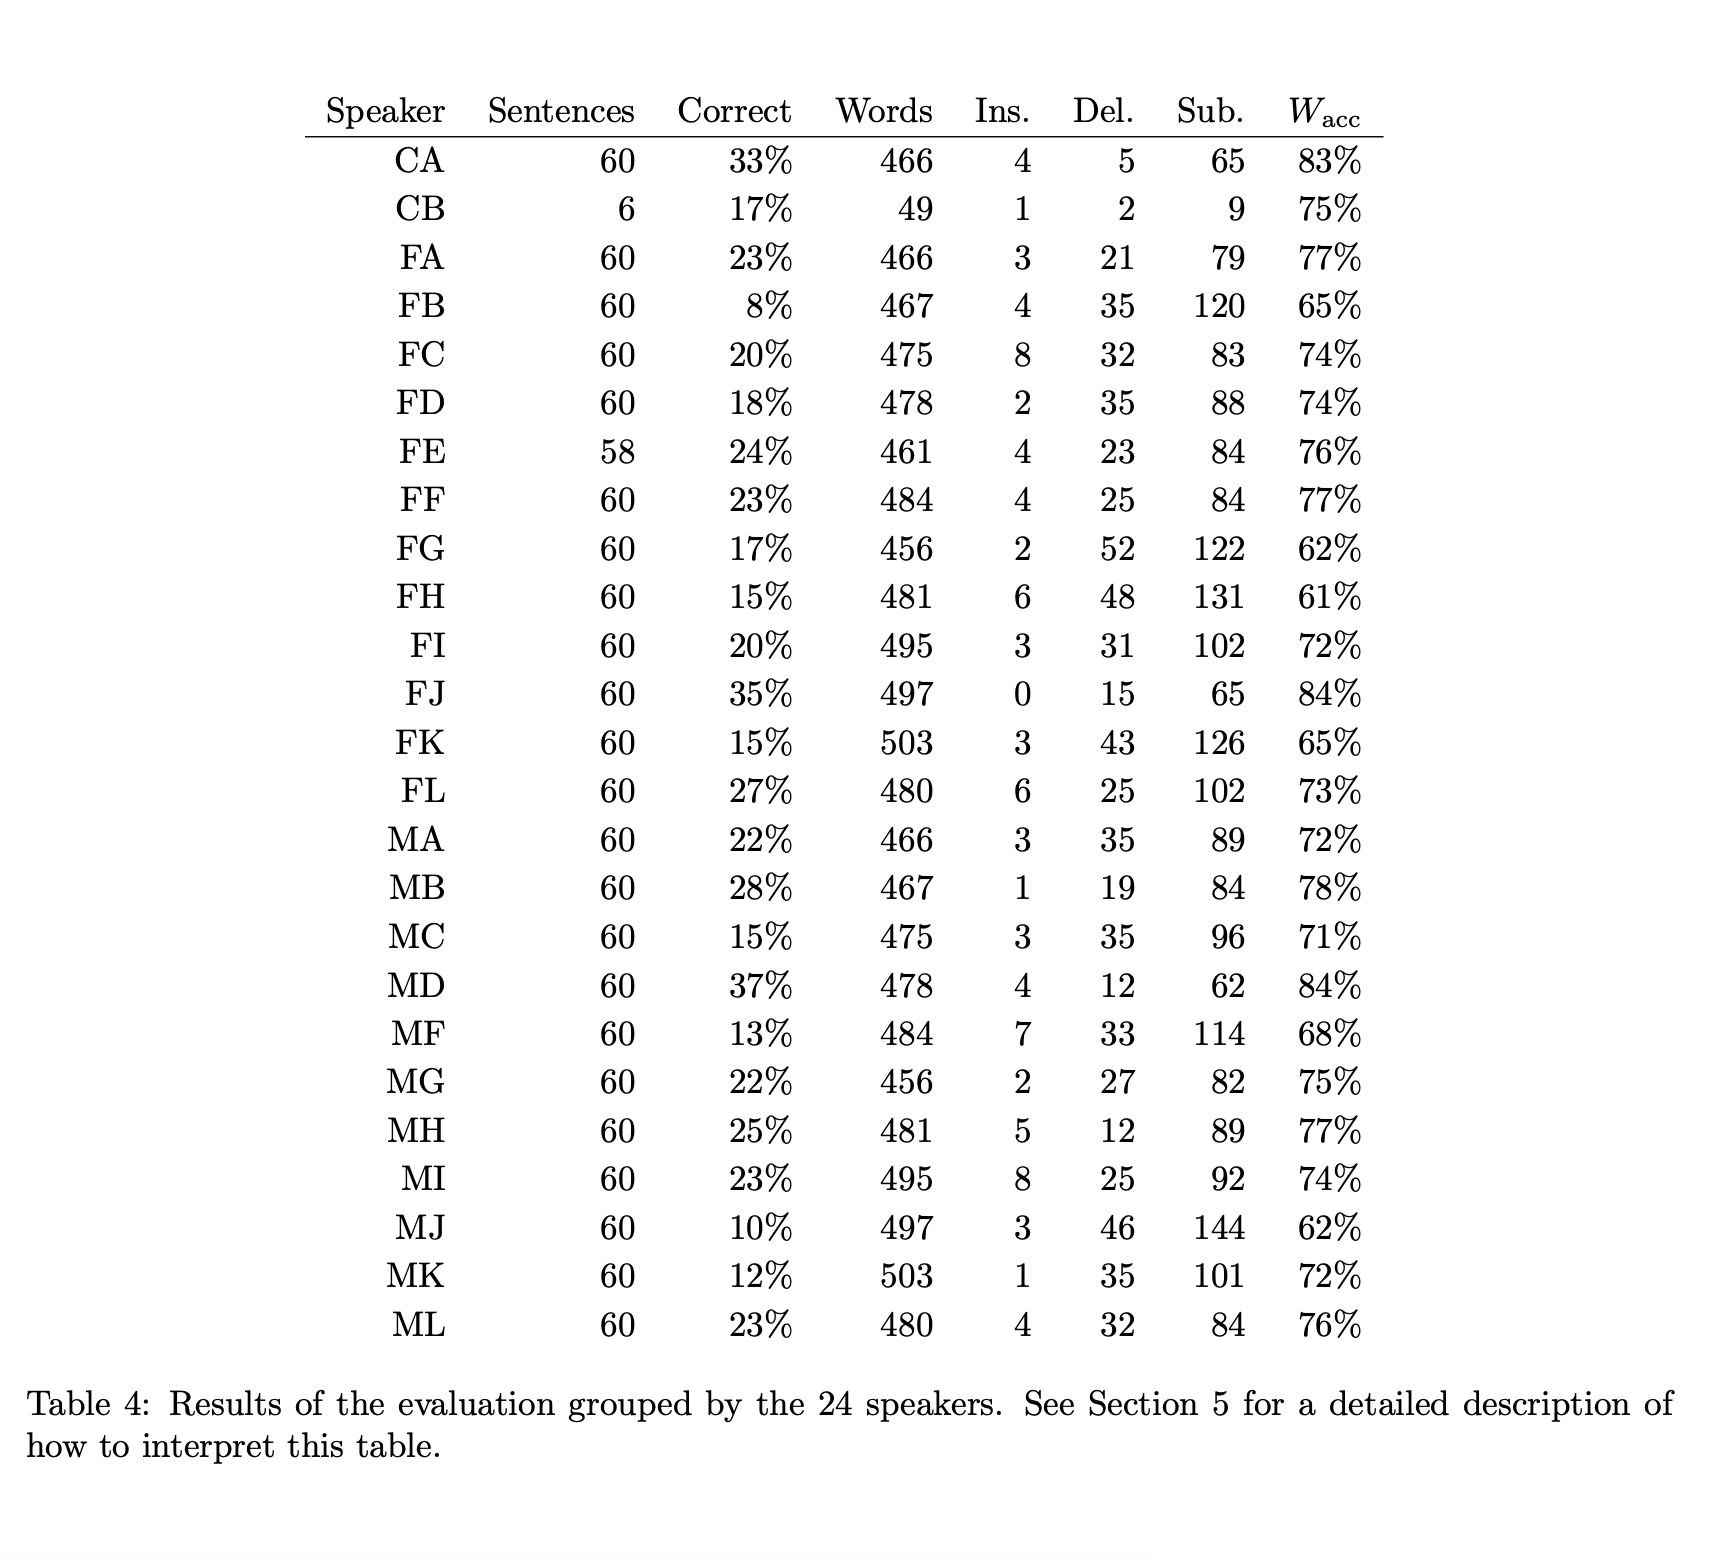 Speaker Sentences Correct Words Ins. Del. Sub. Wacc
CA 60 33% 466 4 5 65 83%
CB 6 17% 49 1 2 9 75%
FA 60 23% 466 3 21 79 77%
FB 60 8% 467 4 35 120 65%
FC 60 20% 475 8 32 83 74%
FD 60 18% 478 2 35 88 74%
FE 58 24% 461 4 23 84 76%
FF 60 23% 484 4 25 84 77%
FG 60 17% 456 2 52 122 62%
FH 60 15% 481 6 48 131 61%
FI 60 20% 495 3 31 102 72%
FJ 60 35% 497 0 15 65 84%
FK 60 15% 503 3 43 126 65%
FL 60 27% 480 6 25 102 73%
MA 60 22% 466 3 35 89 72%
MB 60 28% 467 1 19 84 78%
MC 60 15% 475 3 35 96 71%
MD 60 37% 478 4 12 62 84%
MF 60 13% 484 7 33 114 68%
MG 60 22% 456 2 27 82 75%
MH 60 25% 481 5 12 89 77%
MI 60 23% 495 8 25 92 74%
MJ 60 10% 497 3 46 144 62%
MK 60 12% 503 1 35 101 72%
ML 60 23% 480 4 32 84 76%
Table 4: Results of the evaluation grouped by the 24 speakers. See Section 5 for a detailed description of
how to interpret this table.